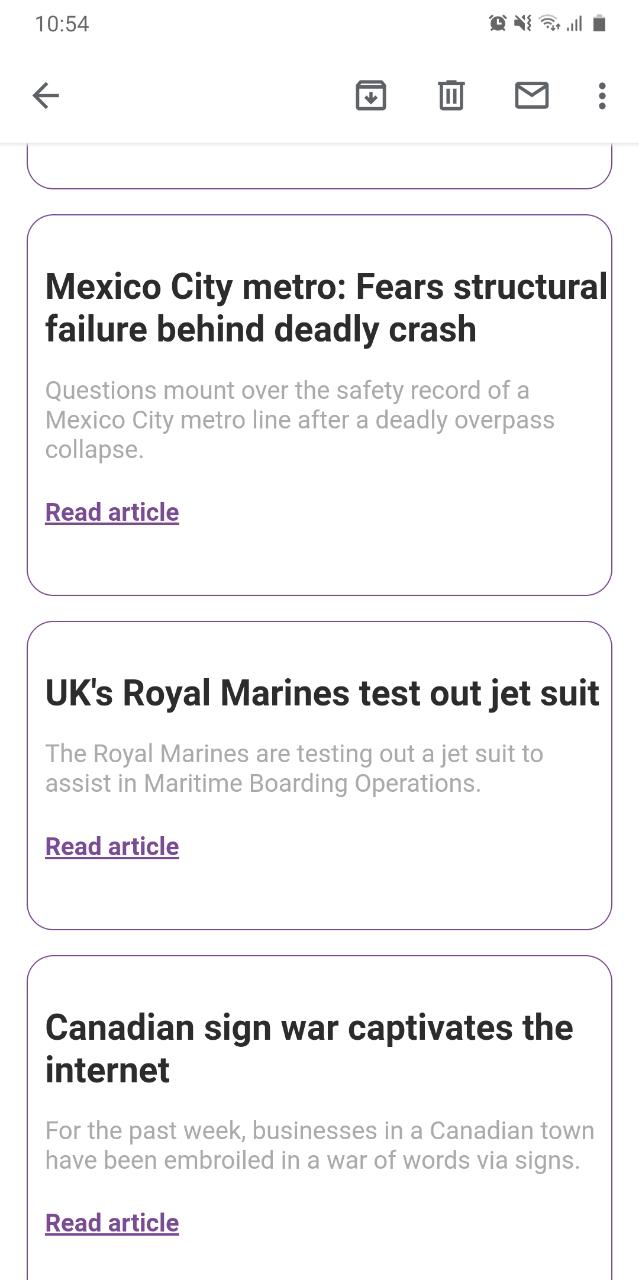 10:54
Mexico City metro: Fears structural
failure behind deadly crash
Questions mount over the safety record of a
Mexico City metro line after a deadly overpass
collapse.
Read article
UK's Royal Marines test out jet suit
The Royal Marines are testing out a jet suit to
assist in Maritime Boarding Operations.
Read article
Canadian sign war captivates the
internet
For the past week, businesses in a Canadian town
have been embroiled in a war of words via signs.
Read article